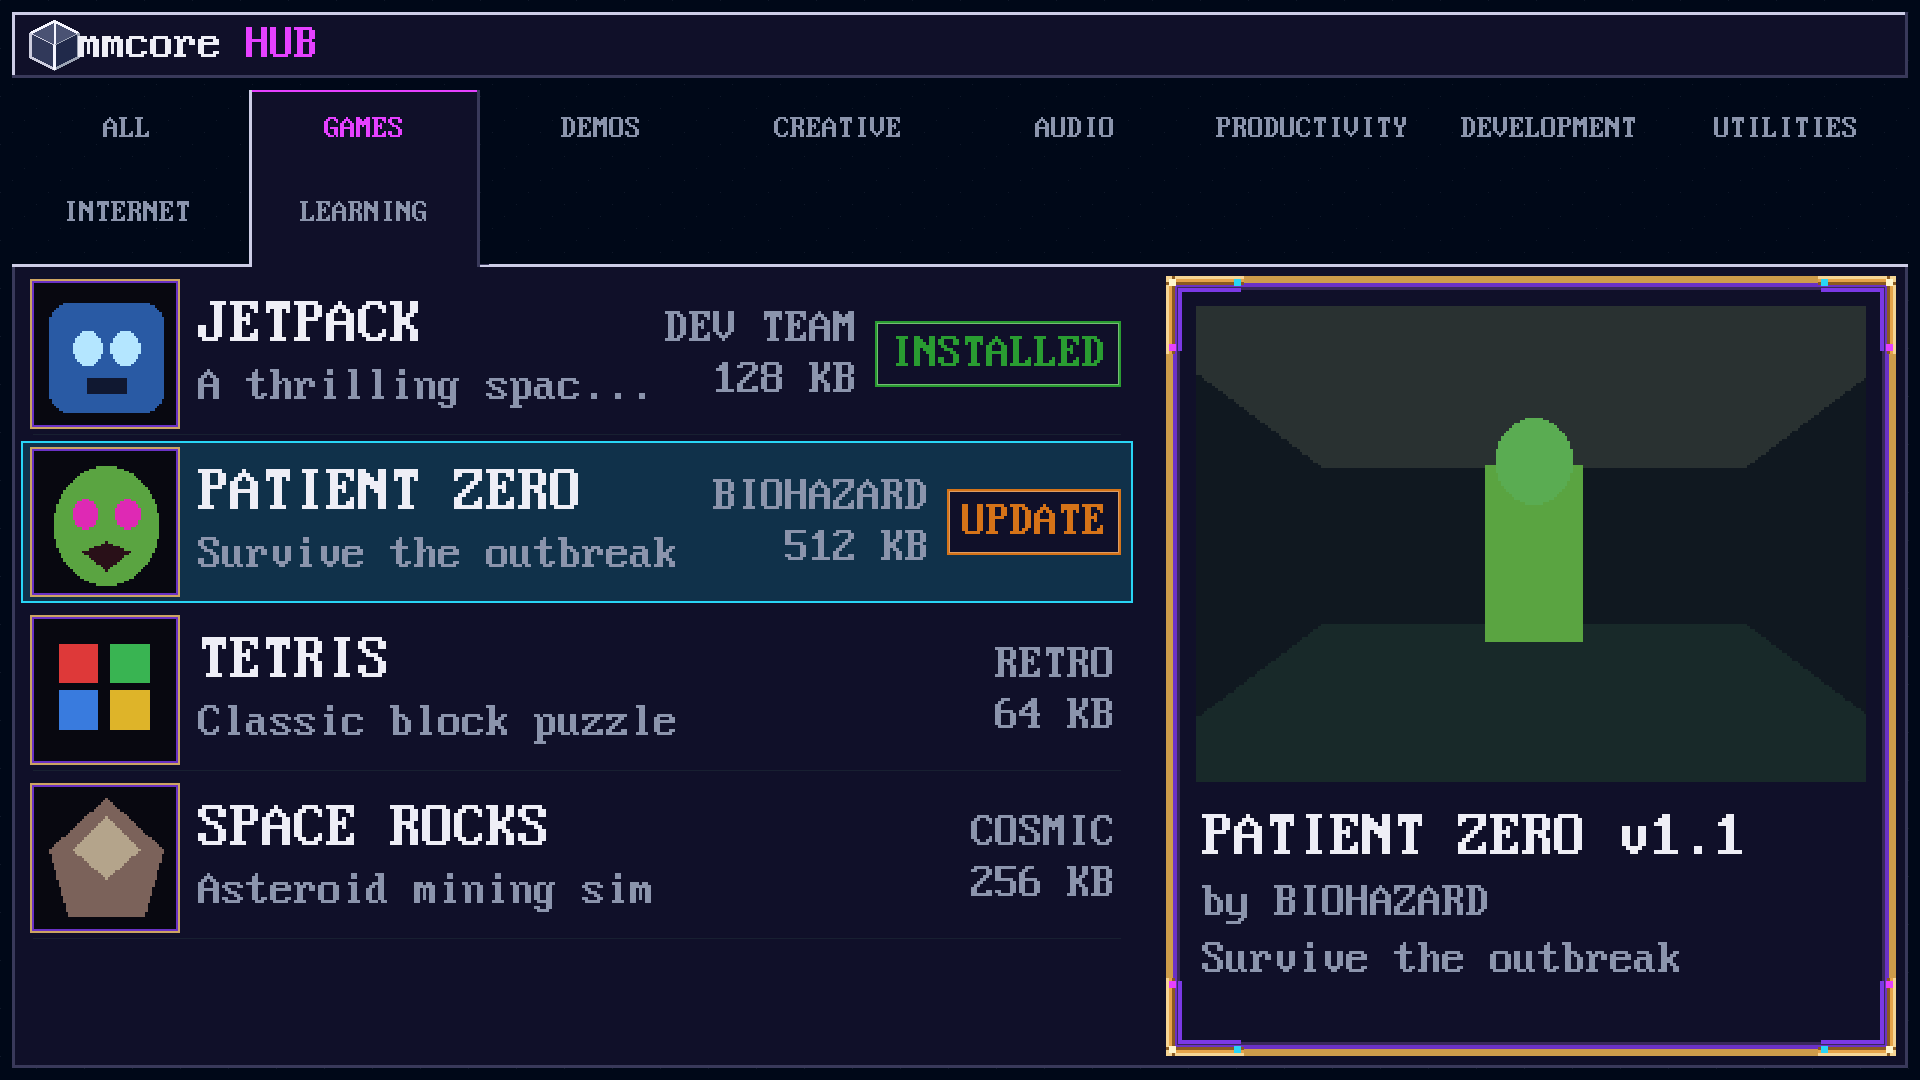 mmcore HUB
ALL GAMES DEMOS CREATIVE AUDIO PRODUCTIVITY DEVELOPMENT UTILITIES
INTERNET LEARNING
JETPACK
A thrilling spac...
DEV TEAM
128 KB
INSTALLED
PATIENT ZERO
Survive the outbreak
BIOHAZARD
512 KB
UPDATE
TETRIS
Classic block puzzle
RETRO
64 KB
SPACE ROCKS
Asteroid mining sim
COSMIC
256 KB
PATIENT ZERO v1.1
by BIOHAZARD
Survive the outbreak